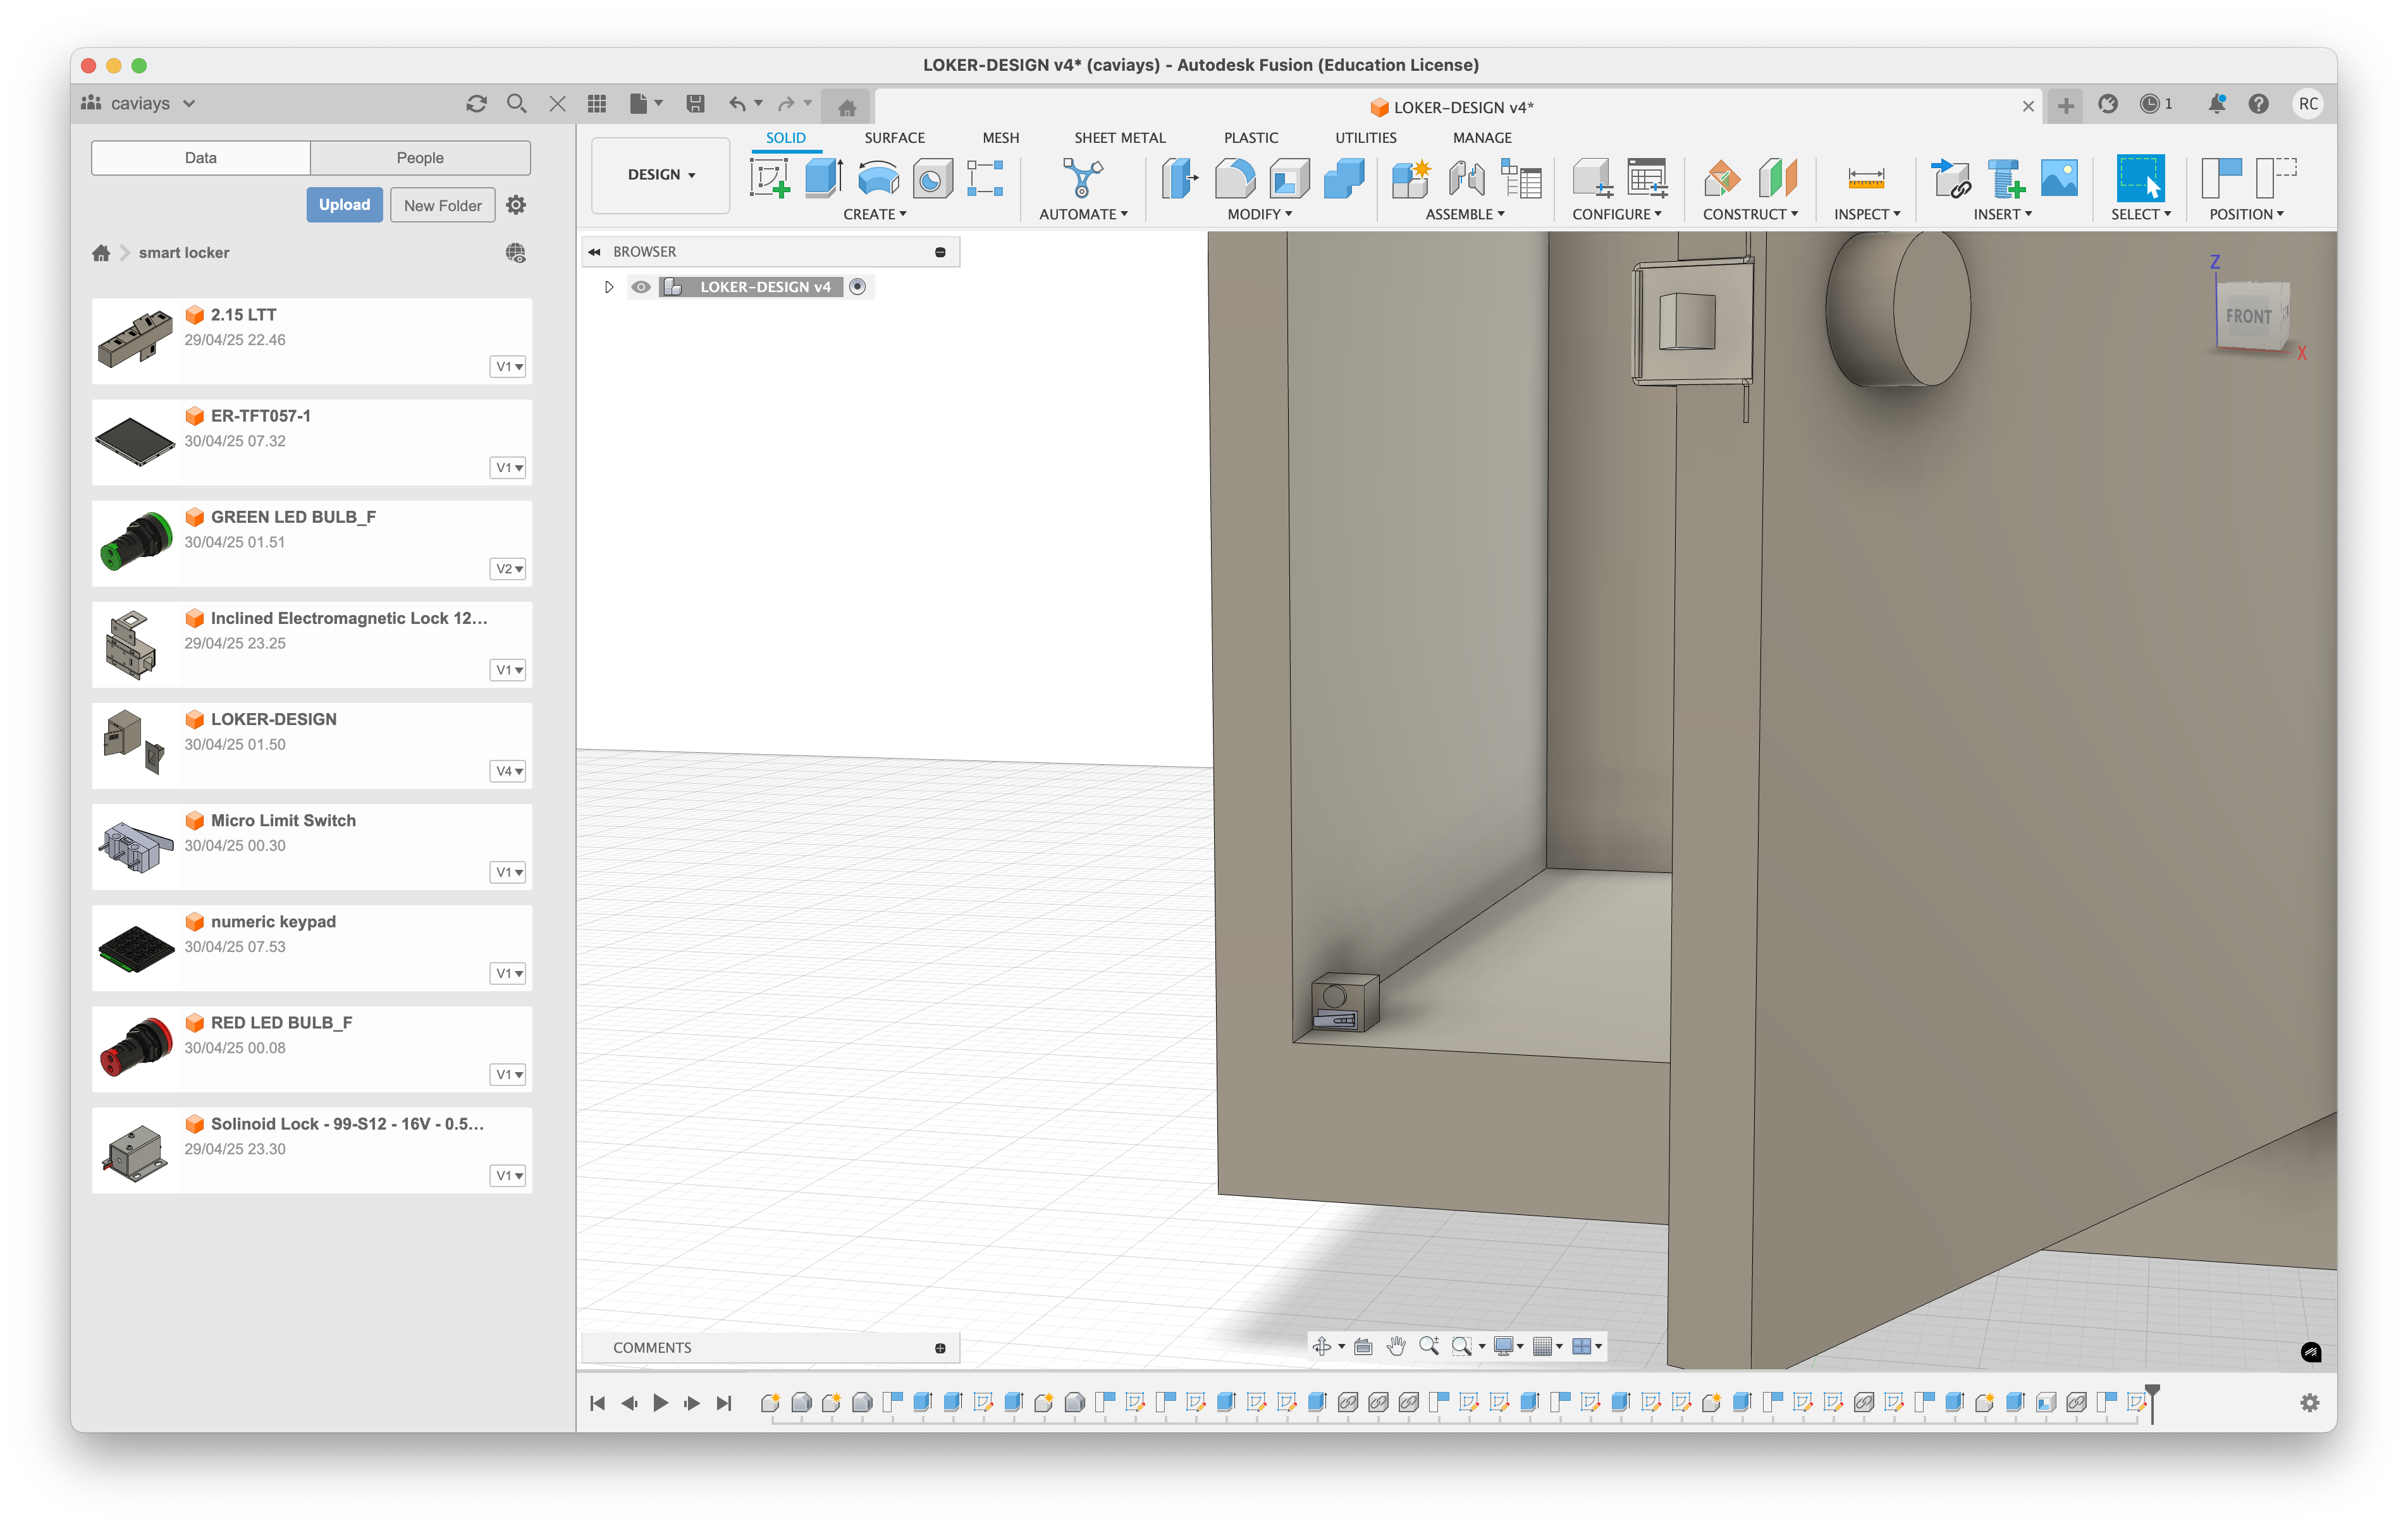 LOKER-DESIGN v4* (caviays) - Autodesk Fusion (Education License)
caviays
LOKER-DESIGN v4*
1
RC
Data
People
Upload
New Folder
smart locker
2.15 LTT
29/04/25 22.46
V1
ER-TFT057-1
30/04/25 07.32
V1
GREEN LED BULB_F
30/04/25 01.51
V2
Inclined Electromagnetic Lock 12...
29/04/25 23.25
V1
LOKER-DESIGN
30/04/25 01.50
V4
Micro Limit Switch
30/04/25 00.30
V1
numeric keypad
30/04/25 07.53
V1
RED LED BULB_F
30/04/25 00.08
V1
Solinoid Lock - 99-S12 - 16V - 0.5...
29/04/25 23.30
V1
DESIGN
SOLID SURFACE MESH SHEET METAL PLASTIC UTILITIES MANAGE
CREATE AUTOMATE MODIFY ASSEMBLE CONFIGURE CONSTRUCT INSPECT INSERT SELECT POSITION
BROWSER
LOKER-DESIGN v4
Z
FRONT
X
COMMENTS